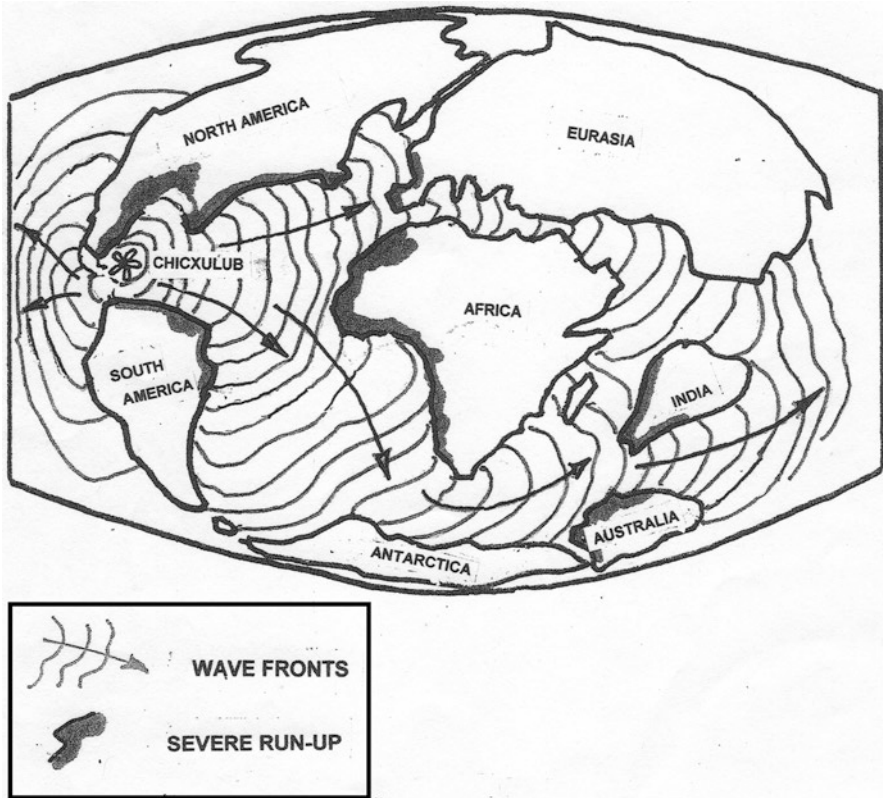 NORTH AMERICA
EURASIA
CHICXULUB
AFRICA
SOUTH
AMERICA
INDIA
AUSTRALIA
ANTARCTICA
WAVE FRONTS
SEVERE RUN-UP